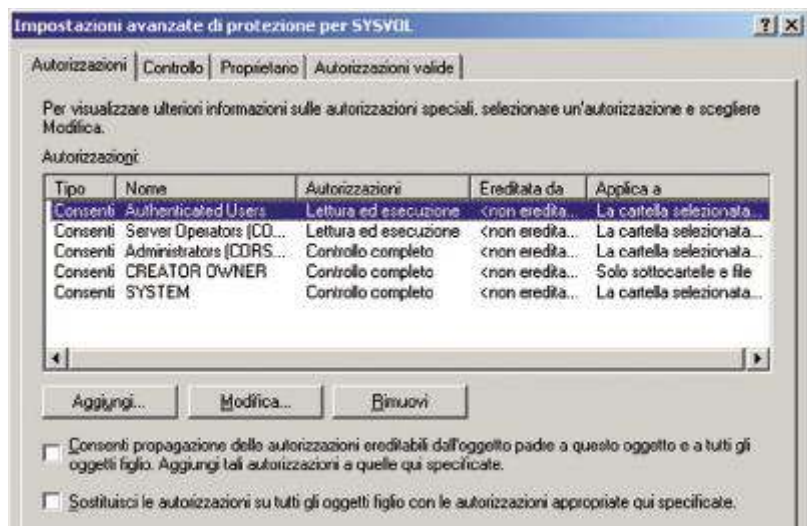 Impostazioni avanzate di protezione per SYSVOL
Autorizzazioni Controllo Proprietario Autorizzazioni valide
Per visualizzare ulteriori informazioni sulle autorizzazioni speciali, selezionare un'autorizzazione e scegliere
Modifica.
Autorizzazioni:
Tipo Nome Autorizzazioni Ereditata da Applica a
Consenti Authenticated Users Lettura ed esecuzione <non eredita... La cartella selezionata...
Consenti Server Operators (CO... Lettura ed esecuzione <non eredita... La cartella selezionata...
Consenti Administrators (CORS... Controllo completo <non eredita... La cartella selezionata...
Consenti CREATOR OWNER Controllo completo <non eredita... Solo sottocartelle e file
Consenti SYSTEM Controllo completo <non eredita... La cartella selezionata...
Aggiungi... Modifica... Rimuovi
Consenti propagazione delle autorizzazioni ereditabili dall'oggetto padre a questo oggetto e a tutti gli
oggetti figlio. Aggiungi tali autorizzazioni a quelle qui specificate.
Sostituisci le autorizzazioni su tutti gli oggetti figlio con le autorizzazioni appropriate qui specificate.